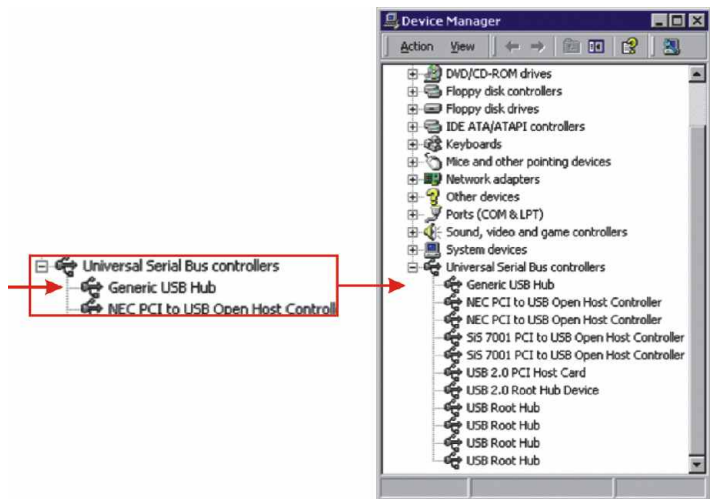 Device Manager
Action View
DVD/CD-ROM drives
Floppy disk controllers
Floppy disk drives
IDE ATA/ATAPI controllers
Keyboards
Mice and other pointing devices
Network adapters
Other devices
Ports (COM & LPT)
Sound, video and game controllers
System devices
Universal Serial Bus controllers
Generic USB Hub
NEC PCI to USB Open Host Controller
NEC PCI to USB Open Host Controller
SiS 7001 PCI to USB Open Host Controller
SiS 7001 PCI to USB Open Host Controller
USB 2.0 PCI Host Card
USB 2.0 Root Hub Device
USB Root Hub
USB Root Hub
USB Root Hub
USB Root Hub
Universal Serial Bus controllers
Generic USB Hub
NEC PCI to USB Open Host Controll